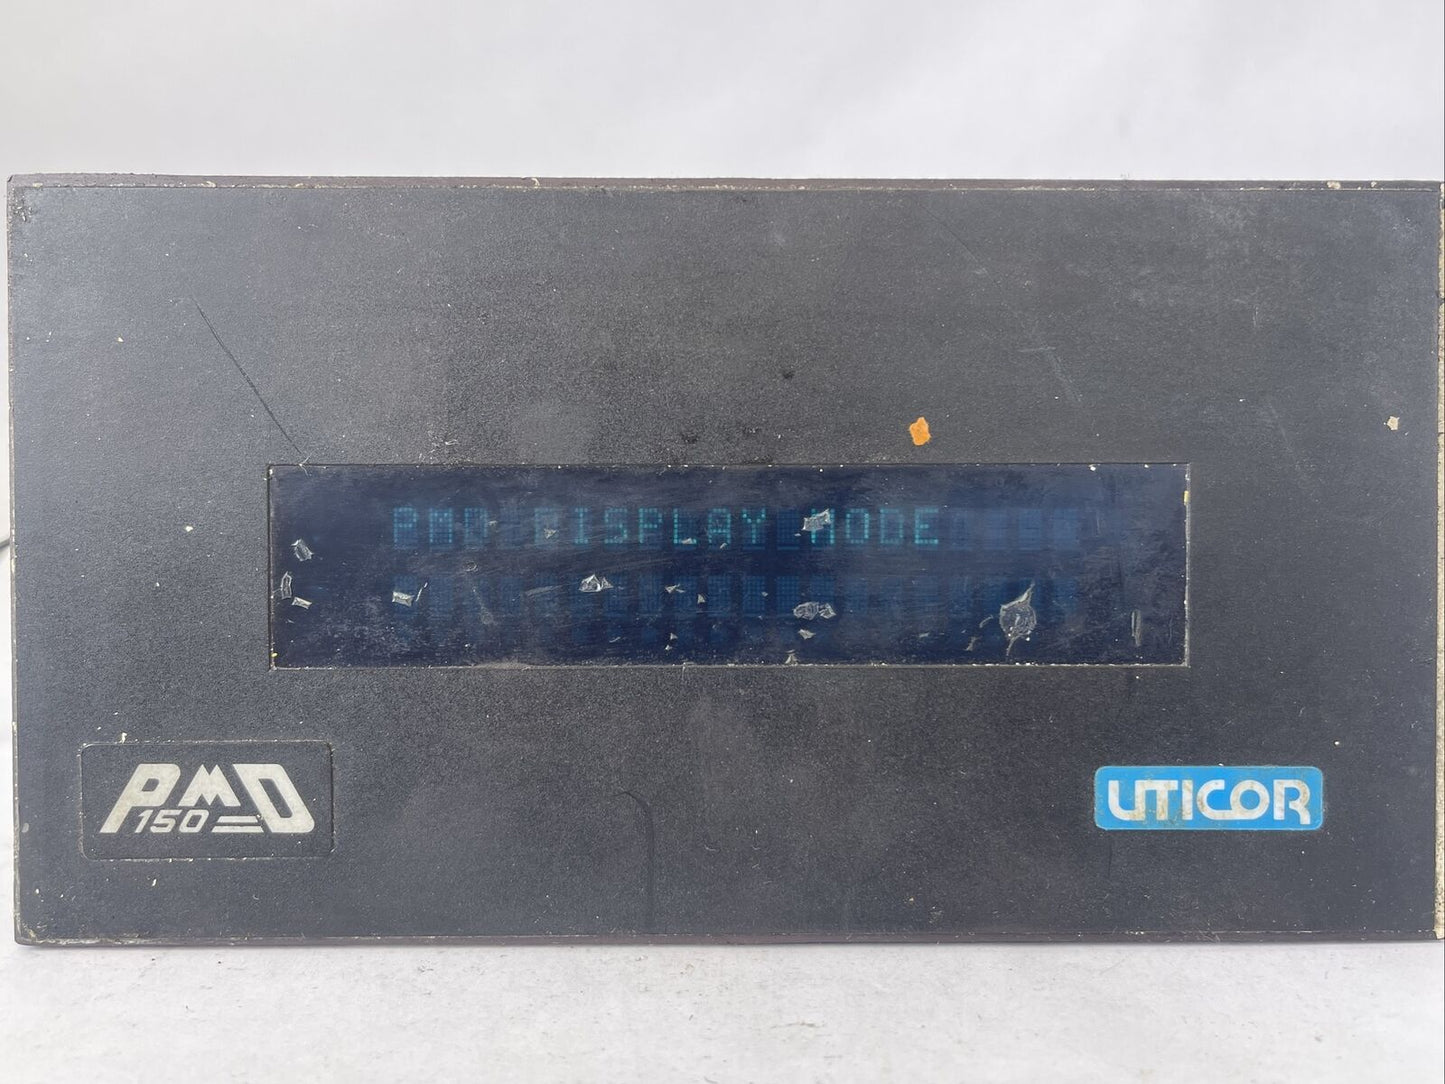 PMD DISPLAY MODE
PMD
150
UTICOR